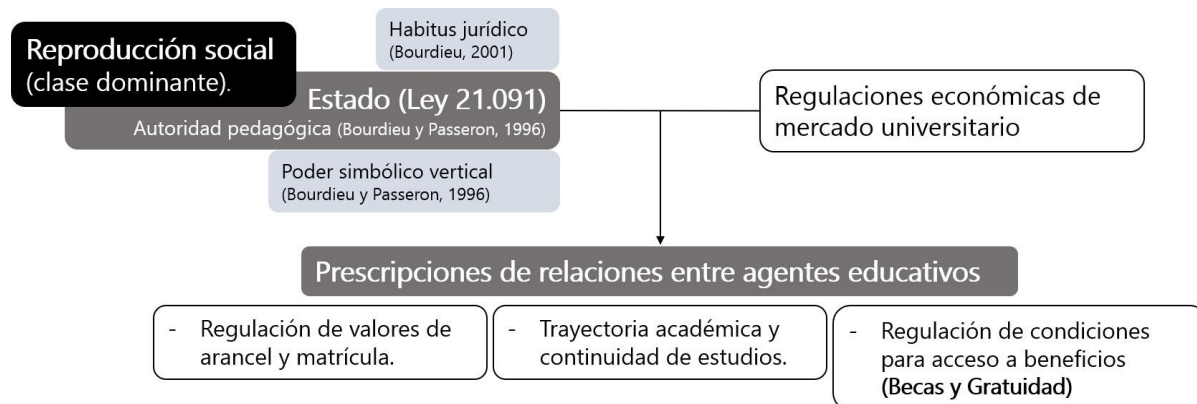 Habitus jurídico
(Bourdieu, 2001)
Reproducción social
(clase dominante).
Estado (Ley 21.091)
Autoridad pedagógica (Bourdieu y Passeron, 1996)
Poder simbólico vertical
(Bourdieu y Passeron, 1996)
Regulaciones económicas de
mercado universitario
Prescripciones de relaciones entre agentes educativos
- Regulación de valores de
arancel y matrícula.
- Trayectoria académica y
continuidad de estudios.
- Regulación de condiciones
para acceso a beneficios
(Becas y Gratuidad)